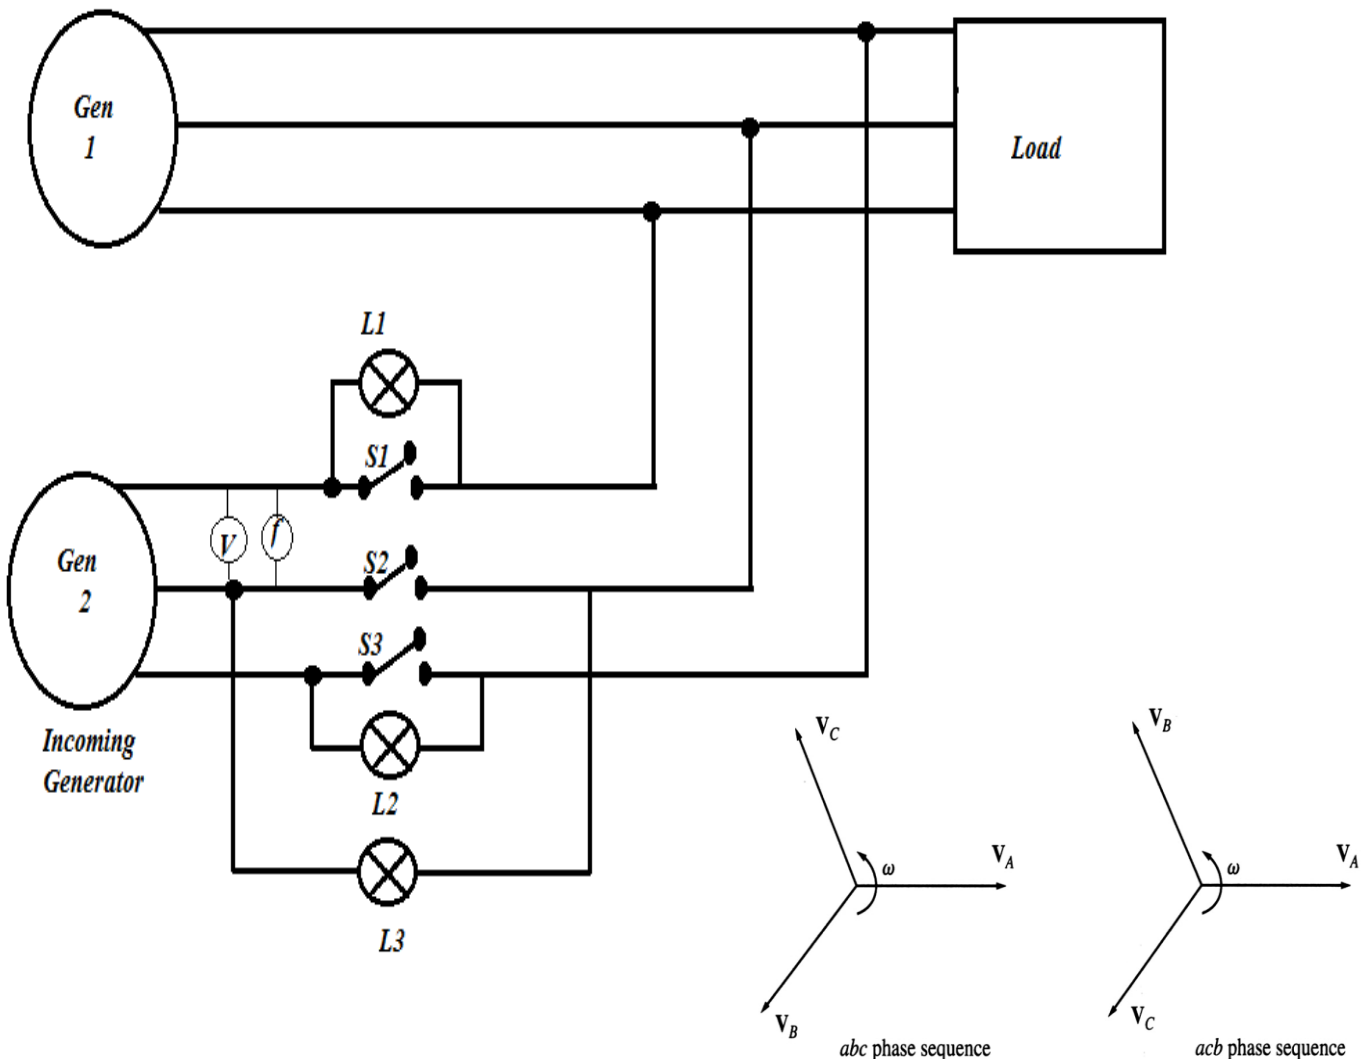 Gen
1
Load
L1
S1
V
f
Gen
2
S2
S3
Incoming
Generator
L2
L3
V_C
V_A
ω
V_B
abc phase sequence
V_B
V_A
ω
V_C
acb phase sequence